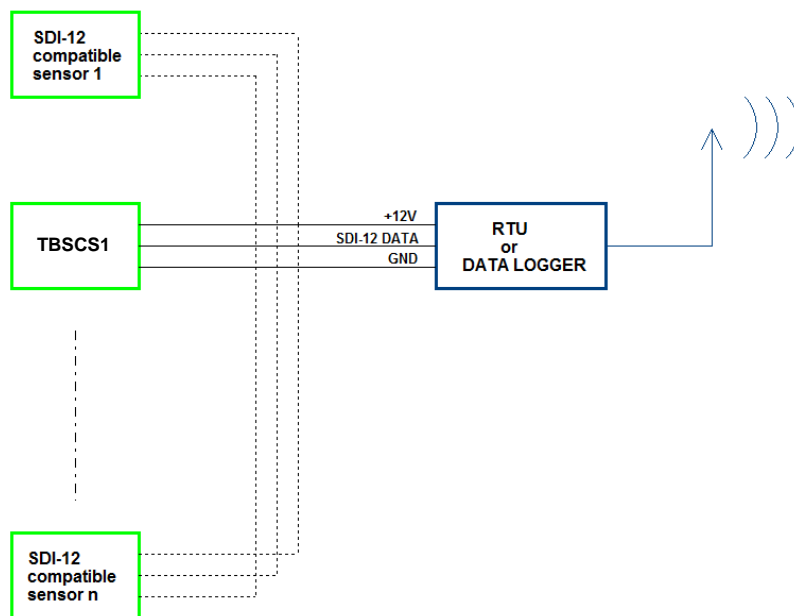 SDI-12
compatible
sensor 1
TBSCS1
+12V
SDI-12 DATA
GND
RTU
or
DATA LOGGER
SDI-12
compatible
sensor n